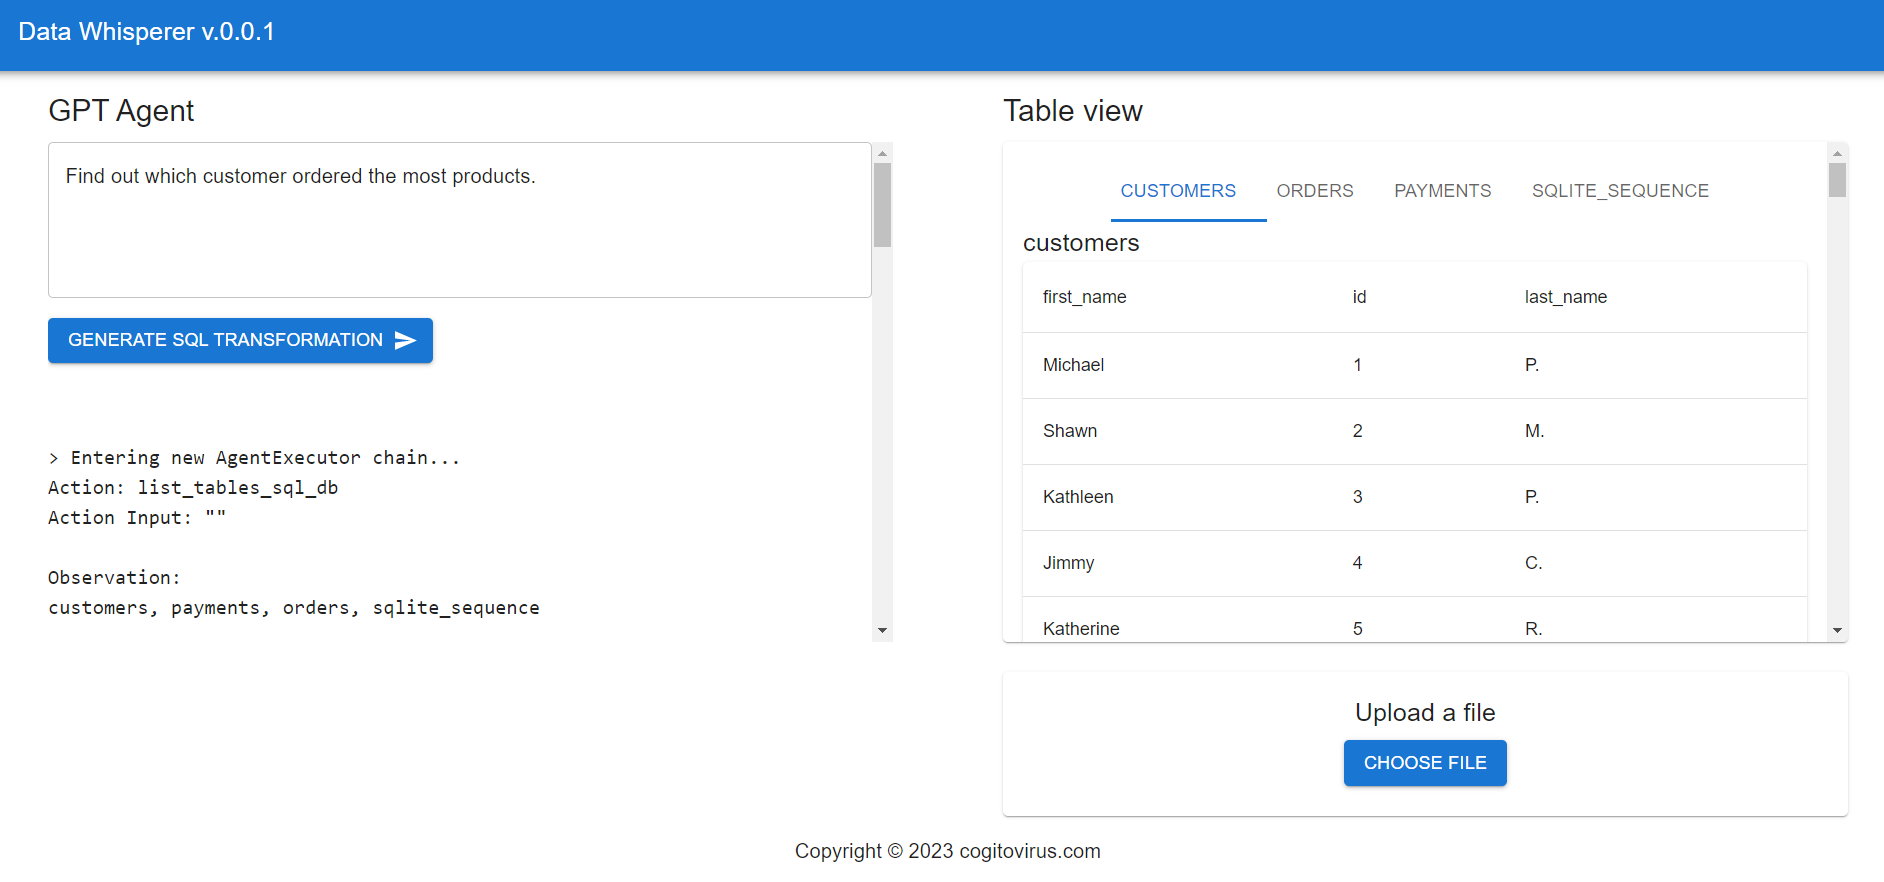 Data Whisperer v.0.0.1
GPT Agent
Find out which customer ordered the most products.
GENERATE SQL TRANSFORMATION
> Entering new AgentExecutor chain...
Action: list_tables_sql_db
Action Input: ""
Observation:
customers, payments, orders, sqlite_sequence
Table view
CUSTOMERS ORDERS PAYMENTS SQLITE_SEQUENCE
customers
first_name id last_name
Michael 1 P.
Shawn 2 M.
Kathleen 3 P.
Jimmy 4 C.
Katherine 5 R.
Upload a file
CHOOSE FILE
Copyright © 2023 cogitovirus.com